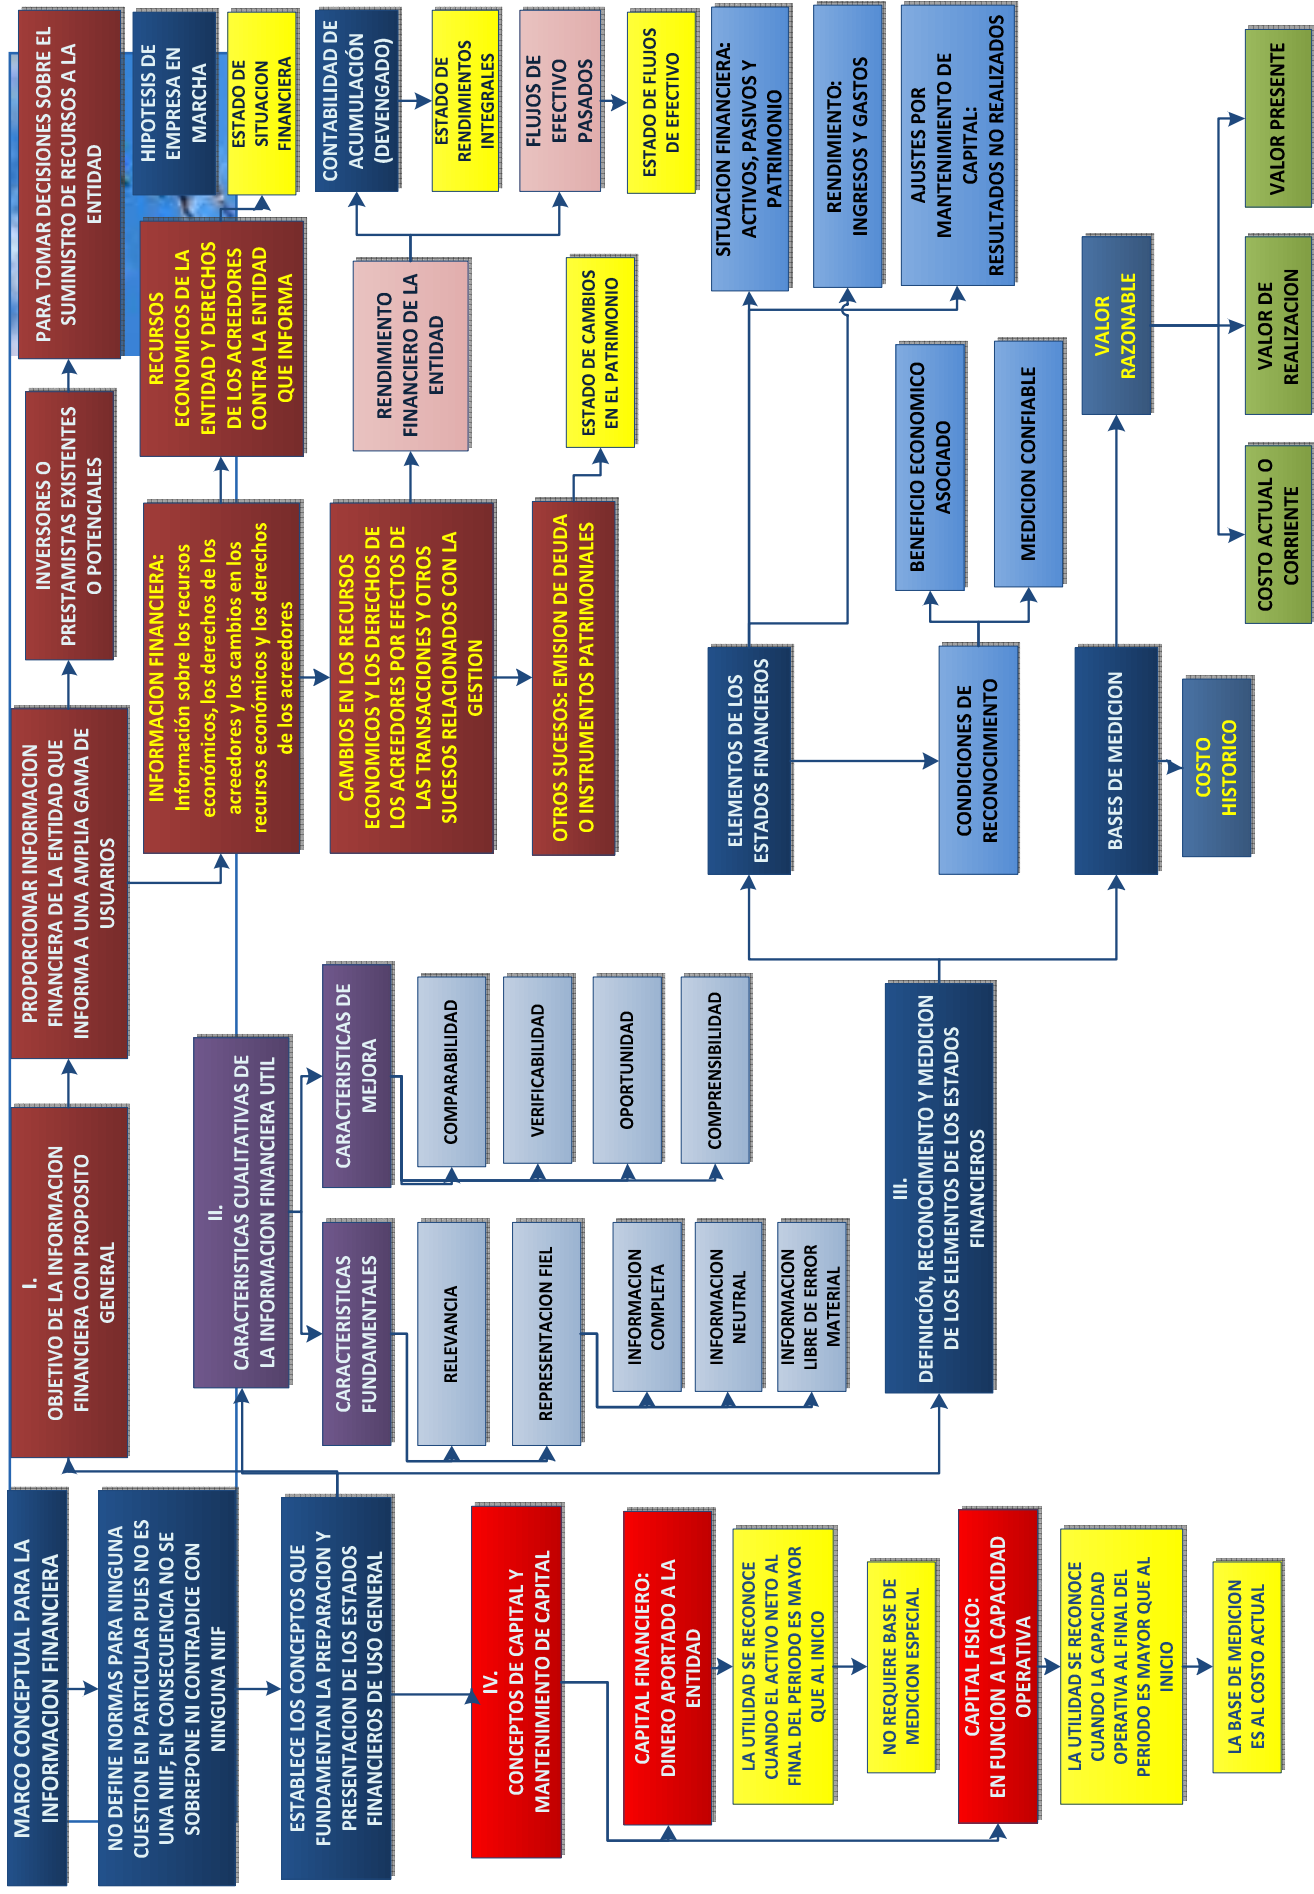 MARCO CONCEPTUAL PARA LA
INFORMACION FINANCIERA
NO DEFINE NORMAS PARA NINGUNA
CUESTION EN PARTICULAR PUES NO ES
UNA NIIF, EN CONSECUENCIA NO SE
SOBREPONE NI CONTRADICE CON
NINGUNA NIIF
ESTABLECE LOS CONCEPTOS QUE
FUNDAMENTAN LA PREPARACION Y
PRESENTACION DE LOS ESTADOS
FINANCIEROS DE USO GENERAL
I.
OBJETIVO DE LA INFORMACION
FINANCIERA CON PROPOSITO
GENERAL
PROPORCIONAR INFORMACION
FINANCIERA DE LA ENTIDAD QUE
INFORMA A UNA AMPLIA GAMA DE
USUARIOS
INVERSORES O
PRESTAMISTAS EXISTENTES
O POTENCIALES
PARA TOMAR DECISIONES SOBRE EL
SUMINISTRO DE RECURSOS A LA
ENTIDAD
INFORMACION FINANCIERA:
Información sobre los recursos
económicos, los derechos de los
acreedores y los cambios en los
recursos económicos y los derechos
de los acreedores
RECURSOS
ECONOMICOS DE LA
ENTIDAD Y DERECHOS
DE LOS ACREEDORES
CONTRA LA ENTIDAD
QUE INFORMA
HIPOTESIS DE
EMPRESA EN
MARCHA
ESTADO DE
SITUACION
FINANCIERA
CAMBIOS EN LOS RECURSOS
ECONOMICOS Y LOS DERECHOS DE
LOS ACREEDORES POR EFECTOS DE
LAS TRANSACCIONES Y OTROS
SUCESOS RELACIONADOS CON LA
GESTION
RENDIMIENTO
FINANCIERO DE LA
ENTIDAD
CONTABILIDAD DE
ACUMULACIÓN
(DEVENGADO)
ESTADO DE
RENDIMIENTOS
INTEGRALES
FLUJOS DE
EFECTIVO
PASADOS
ESTADO DE FLUJOS
DE EFECTIVO
OTROS SUCESOS: EMISION DE DEUDA
O INSTRUMENTOS PATRIMONIALES
ESTADO DE CAMBIOS
EN EL PATRIMONIO
II.
CARACTERISTICAS CUALITATIVAS DE
LA INFORMACION FINANCIERA UTIL
CARACTERISTICAS
FUNDAMENTALES
RELEVANCIA
REPRESENTACION FIEL
INFORMACION
COMPLETA
INFORMACION
NEUTRAL
INFORMACION
LIBRE DE ERROR
MATERIAL
CARACTERISTICAS DE
MEJORA
COMPARABILIDAD
VERIFICABILIDAD
OPORTUNIDAD
COMPRENSIBILIDAD
III.
DEFINICIÓN, RECONOCIMIENTO Y MEDICION
DE LOS ELEMENTOS DE LOS ESTADOS
FINANCIEROS
ELEMENTOS DE LOS
ESTADOS FINANCIEROS
SITUACION FINANCIERA:
ACTIVOS, PASIVOS Y
PATRIMONIO
RENDIMIENTO:
INGRESOS Y GASTOS
AJUSTES POR
MANTENIMIENTO DE
CAPITAL:
RESULTADOS NO REALIZADOS
CONDICIONES DE
RECONOCIMIENTO
BENEFICIO ECONOMICO
ASOCIADO
MEDICION CONFIABLE
BASES DE MEDICION
COSTO
HISTORICO
VALOR
RAZONABLE
COSTO ACTUAL O
CORRIENTE
VALOR DE
REALIZACION
VALOR PRESENTE
IV.
CONCEPTOS DE CAPITAL Y
MANTENIMIENTO DE CAPITAL
CAPITAL FINANCIERO:
DINERO APORTADO A LA
ENTIDAD
LA UTILIDAD SE RECONOCE
CUANDO EL ACTIVO NETO AL
FINAL DEL PERIODO ES MAYOR
QUE AL INICIO
NO REQUIERE BASE DE
MEDICION ESPECIAL
CAPITAL FISICO:
EN FUNCION A LA CAPACIDAD
OPERATIVA
LA UTILIDAD SE RECONOCE
CUANDO LA CAPACIDAD
OPERATIVA AL FINAL DEL
PERIODO ES MAYOR QUE AL
INICIO
LA BASE DE MEDICION
ES AL COSTO ACTUAL